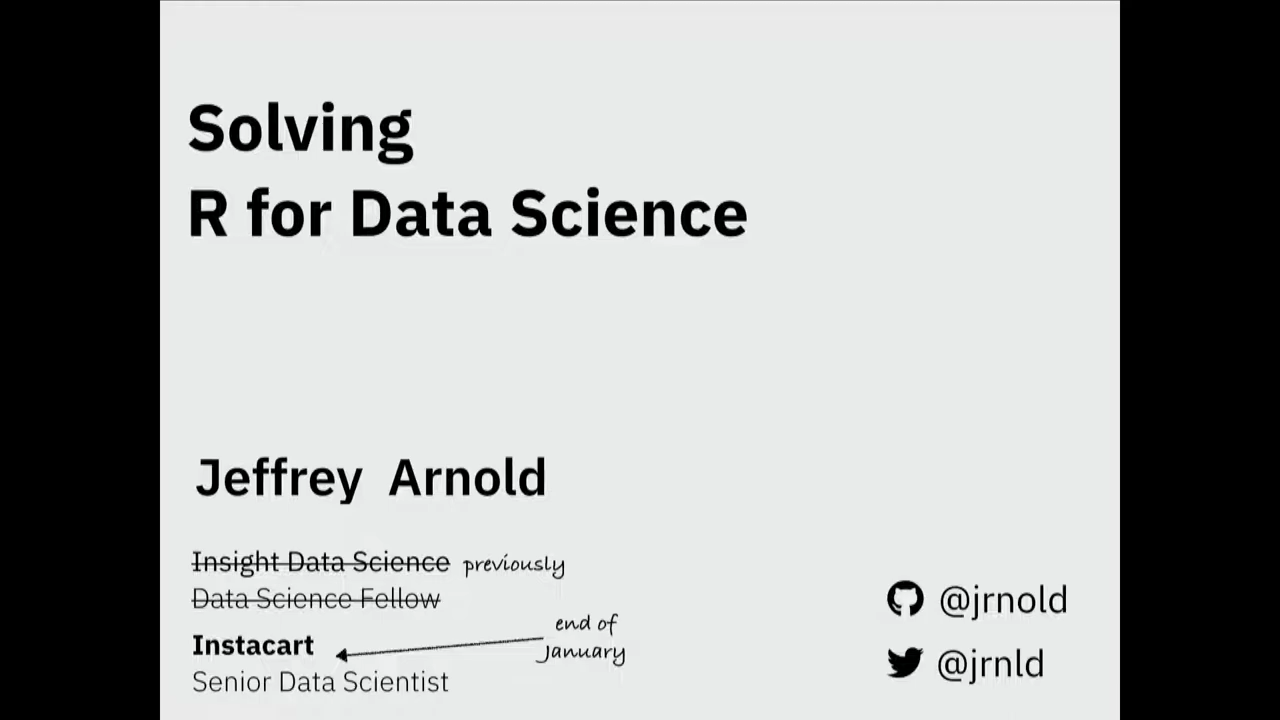 Solving
R for Data Science
Jeffrey Arnold
Insight Data Science previously
Data Science Fellow
end of
Instacart
January
Senior Data Scientist
@jrnold
@jrnld